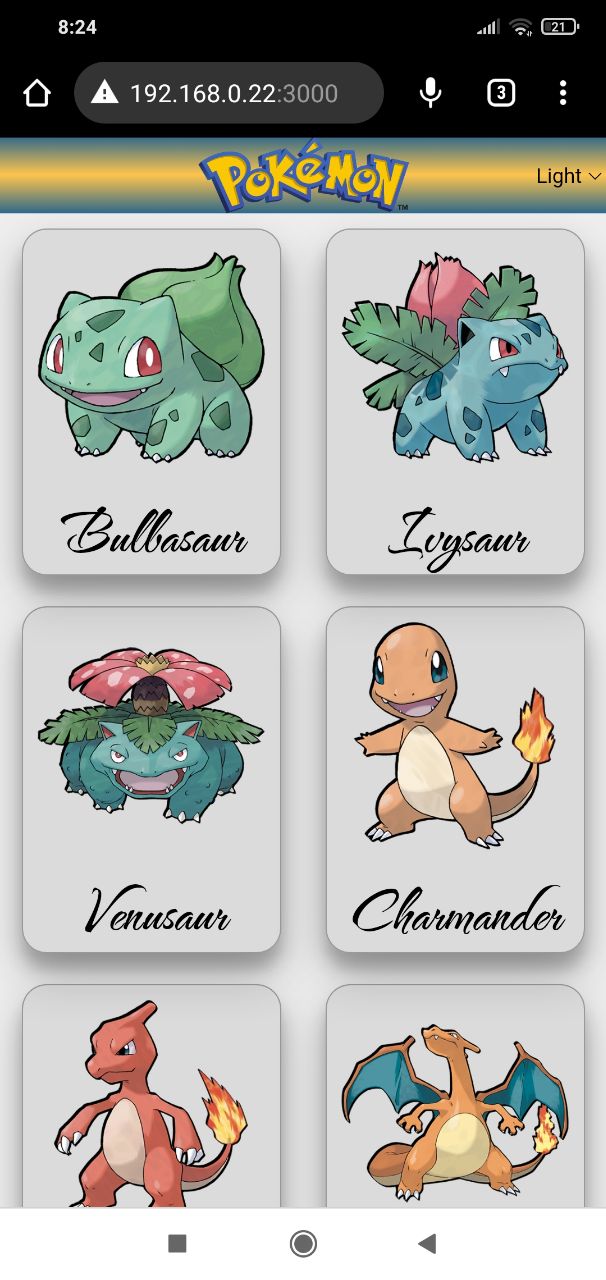 8:24
21
192.168.0.22:3000
3
POKéMON
TM
Light
Bulbasaur
Ivysaur
Venusaur
Charmander